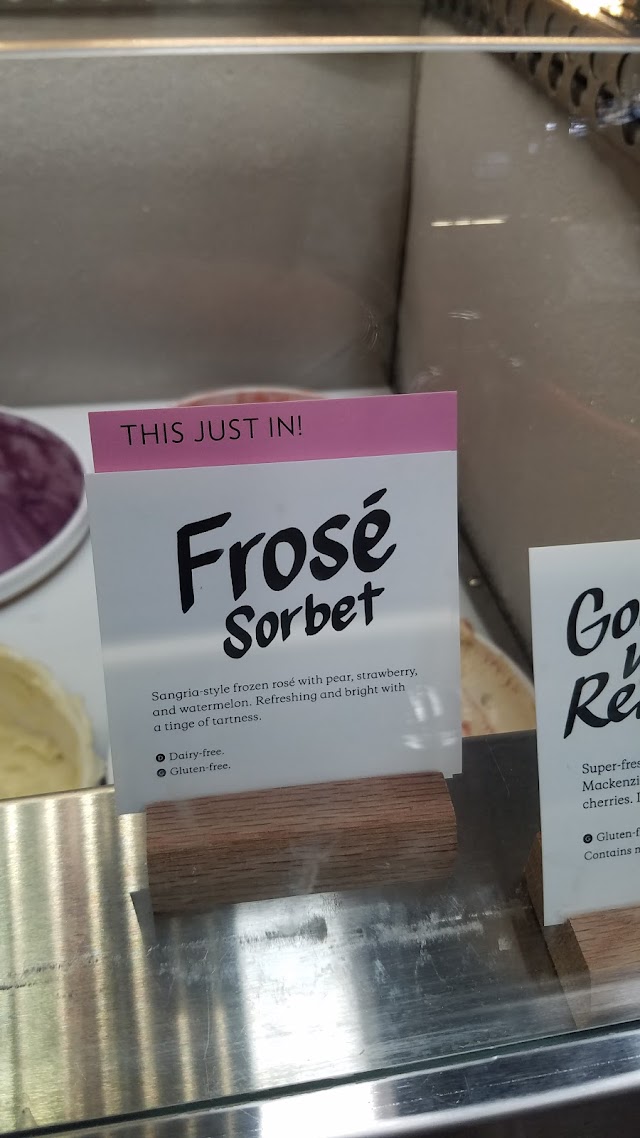 THIS JUST IN!
Frosé
Sorbet
Sangria-style frozen rosé with pear, strawberry,
and watermelon. Refreshing and bright with
a tinge of tartness.
D Dairy-free.
G Gluten-free.
Super-fres
Mackenzi
cherries.
G Gluten-f
Contains